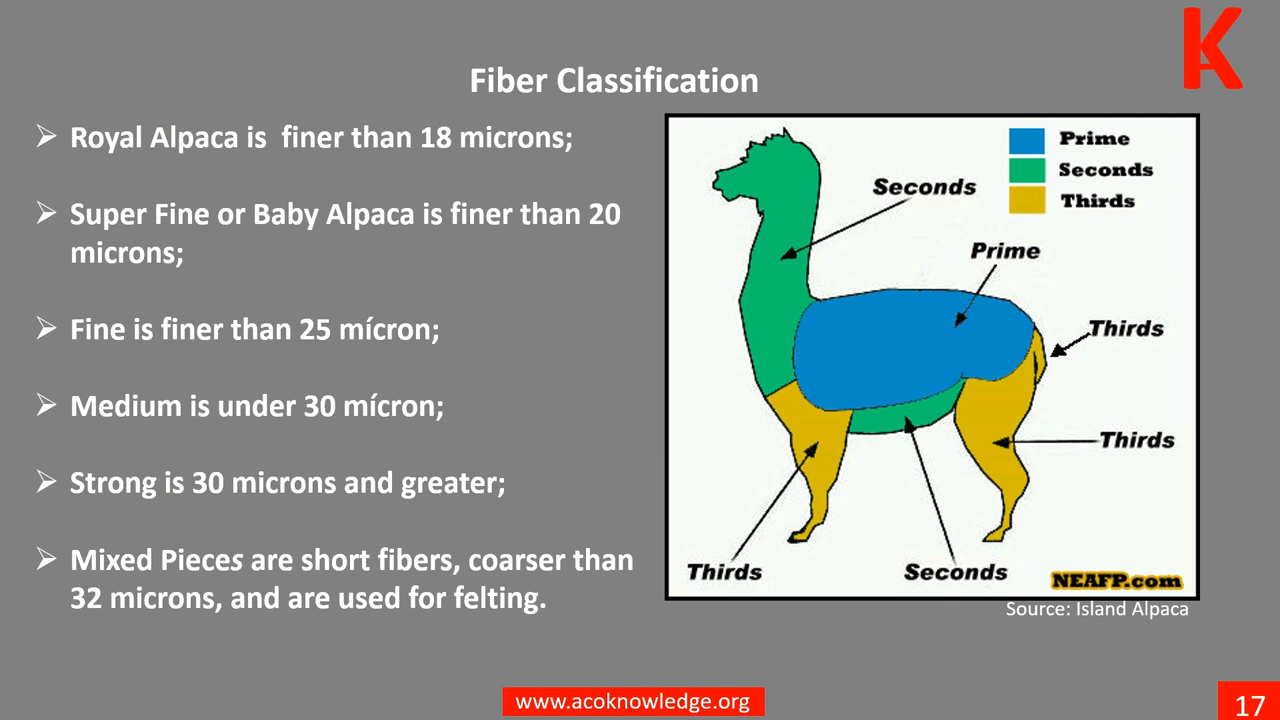 Fiber Classification
➢ Royal Alpaca is  finer than 18 microns;
➢ Super Fine or Baby Alpaca is finer than 20
microns;
➢ Fine is finer than 25 mícron;
➢ Medium is under 30 mícron;
➢ Strong is 30 microns and greater;
➢ Mixed Pieces are short fibers, coarser than
32 microns, and are used for felting.
KA
Prime
Seconds
Thirds
Seconds
Prime
Thirds
Thirds
Thirds
Seconds
NEAFP.com
Source: Island Alpaca
www.acoknowledge.org
17